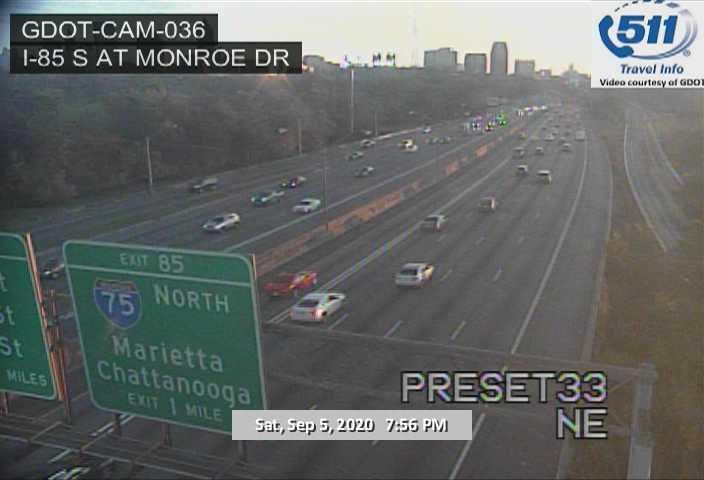 GDOT-CAM-036
I-85 S AT MONROE DR
511
Travel Info
Video courtesy of GDOT
EXIT 85
75 NORTH
Marietta
Chattanooga
EXIT 1 MILE
St
MILES
PRESET33
NE
Sat, Sep 5, 2020 7:56 PM